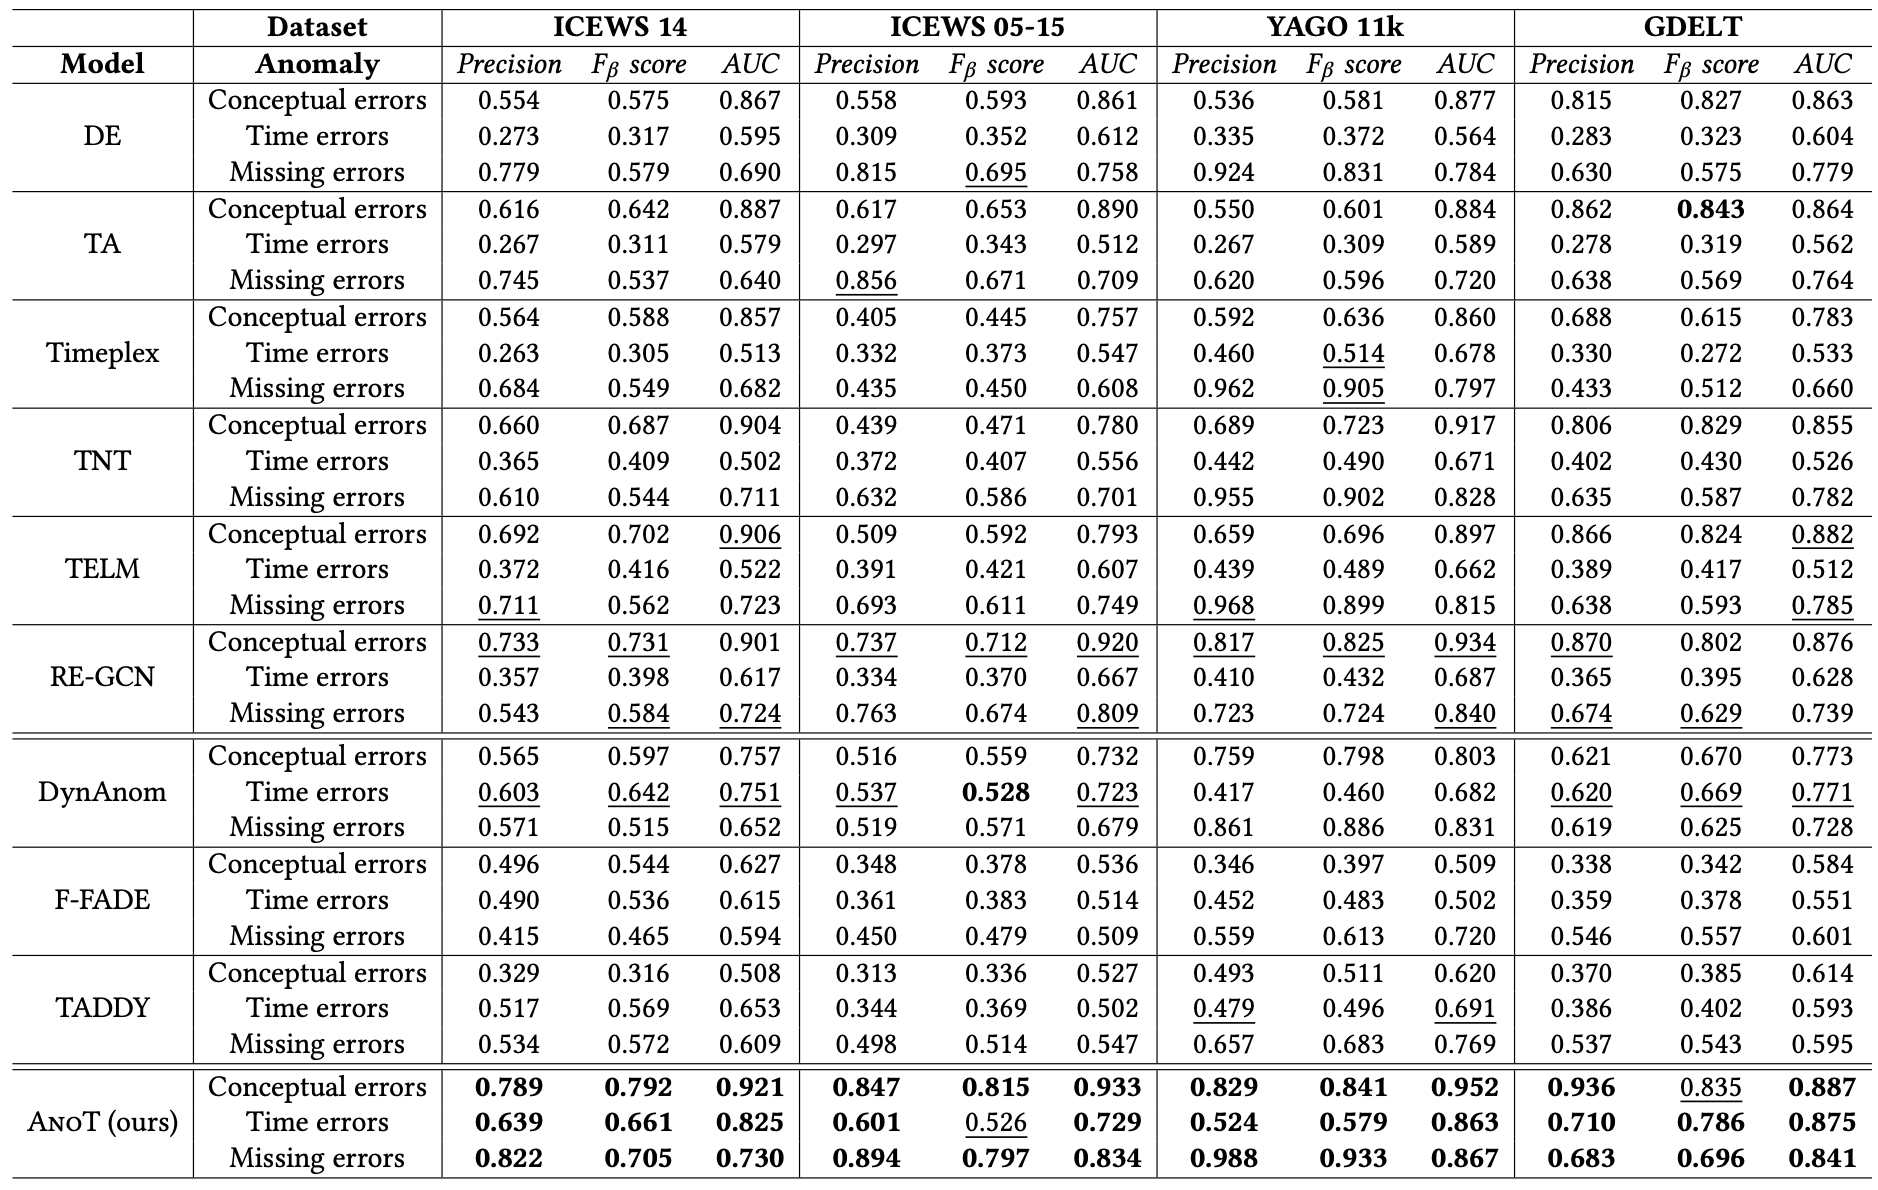 Dataset ICEWS 14 ICEWS 05-15 YAGO 11k GDELT
Model Anomaly Precision Fβ score AUC Precision Fβ score AUC Precision Fβ score AUC Precision Fβ score AUC
Conceptual errors 0.554 0.575 0.867 0.558 0.593 0.861 0.536 0.581 0.877 0.815 0.827 0.863
DE Time errors 0.273 0.317 0.595 0.309 0.352 0.612 0.335 0.372 0.564 0.283 0.323 0.604
Missing errors 0.779 0.579 0.690 0.815 0.695 0.758 0.924 0.831 0.784 0.630 0.575 0.779
Conceptual errors 0.616 0.642 0.887 0.617 0.653 0.890 0.550 0.601 0.884 0.862 0.843 0.864
TA Time errors 0.267 0.311 0.579 0.297 0.343 0.512 0.267 0.309 0.589 0.278 0.319 0.562
Missing errors 0.745 0.537 0.640 0.856 0.671 0.709 0.620 0.596 0.720 0.638 0.569 0.764
Conceptual errors 0.564 0.588 0.857 0.405 0.445 0.757 0.592 0.636 0.860 0.688 0.615 0.783
Timeplex Time errors 0.263 0.305 0.513 0.332 0.373 0.547 0.460 0.514 0.678 0.330 0.272 0.533
Missing errors 0.684 0.549 0.682 0.435 0.450 0.608 0.962 0.905 0.797 0.433 0.512 0.660
Conceptual errors 0.660 0.687 0.904 0.439 0.471 0.780 0.689 0.723 0.917 0.806 0.829 0.855
TNT Time errors 0.365 0.409 0.502 0.372 0.407 0.556 0.442 0.490 0.671 0.402 0.430 0.526
Missing errors 0.610 0.544 0.711 0.632 0.586 0.701 0.955 0.902 0.828 0.635 0.587 0.782
Conceptual errors 0.692 0.702 0.906 0.509 0.592 0.793 0.659 0.696 0.897 0.866 0.824 0.882
TELM Time errors 0.372 0.416 0.522 0.391 0.421 0.607 0.439 0.489 0.662 0.389 0.417 0.512
Missing errors 0.711 0.562 0.723 0.693 0.611 0.749 0.968 0.899 0.815 0.638 0.593 0.785
Conceptual errors 0.733 0.731 0.901 0.737 0.712 0.920 0.817 0.825 0.934 0.870 0.802 0.876
RE-GCN Time errors 0.357 0.398 0.617 0.334 0.370 0.667 0.410 0.432 0.687 0.365 0.395 0.628
Missing errors 0.543 0.584 0.724 0.763 0.674 0.809 0.723 0.724 0.840 0.674 0.629 0.739
Conceptual errors 0.565 0.597 0.757 0.516 0.559 0.732 0.759 0.798 0.803 0.621 0.670 0.773
DynAnom Time errors 0.603 0.642 0.751 0.537 0.528 0.723 0.417 0.460 0.682 0.620 0.669 0.771
Missing errors 0.571 0.515 0.652 0.519 0.571 0.679 0.861 0.886 0.831 0.619 0.625 0.728
Conceptual errors 0.496 0.544 0.627 0.348 0.378 0.536 0.346 0.397 0.509 0.338 0.342 0.584
F-FADE Time errors 0.490 0.536 0.615 0.361 0.383 0.514 0.452 0.483 0.502 0.359 0.378 0.551
Missing errors 0.415 0.465 0.594 0.450 0.479 0.509 0.559 0.613 0.720 0.546 0.557 0.601
Conceptual errors 0.329 0.316 0.508 0.313 0.336 0.527 0.493 0.511 0.620 0.370 0.385 0.614
TADDY Time errors 0.517 0.569 0.653 0.344 0.369 0.502 0.479 0.496 0.691 0.386 0.402 0.593
Missing errors 0.534 0.572 0.609 0.498 0.514 0.547 0.657 0.683 0.769 0.537 0.543 0.595
Conceptual errors 0.789 0.792 0.921 0.847 0.815 0.933 0.829 0.841 0.952 0.936 0.835 0.887
AnoT (ours) Time errors 0.639 0.661 0.825 0.601 0.526 0.729 0.524 0.579 0.863 0.710 0.786 0.875
Missing errors 0.822 0.705 0.730 0.894 0.797 0.834 0.988 0.933 0.867 0.683 0.696 0.841